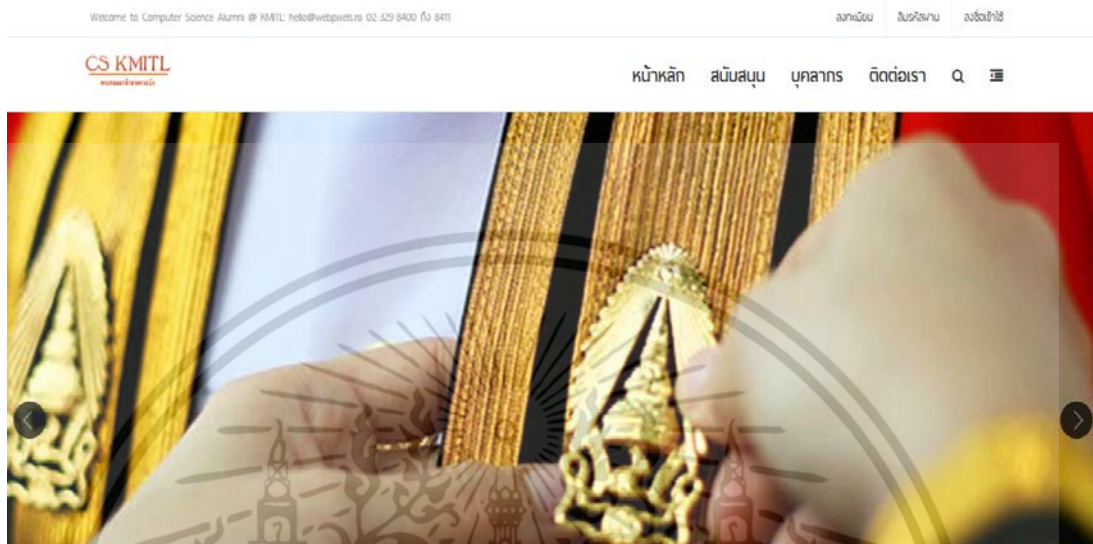 Welcome to Computer Science Alumni @ KMITL: hello@webpixels.ro 02-329-8400 ถึง 8411
ลงทะเบียน ลืมรหัสผ่าน ลงชื่อเข้าใช้
CS KMITL
หน้าหลัก สนับสนุน บุคลากร ติดต่อเรา